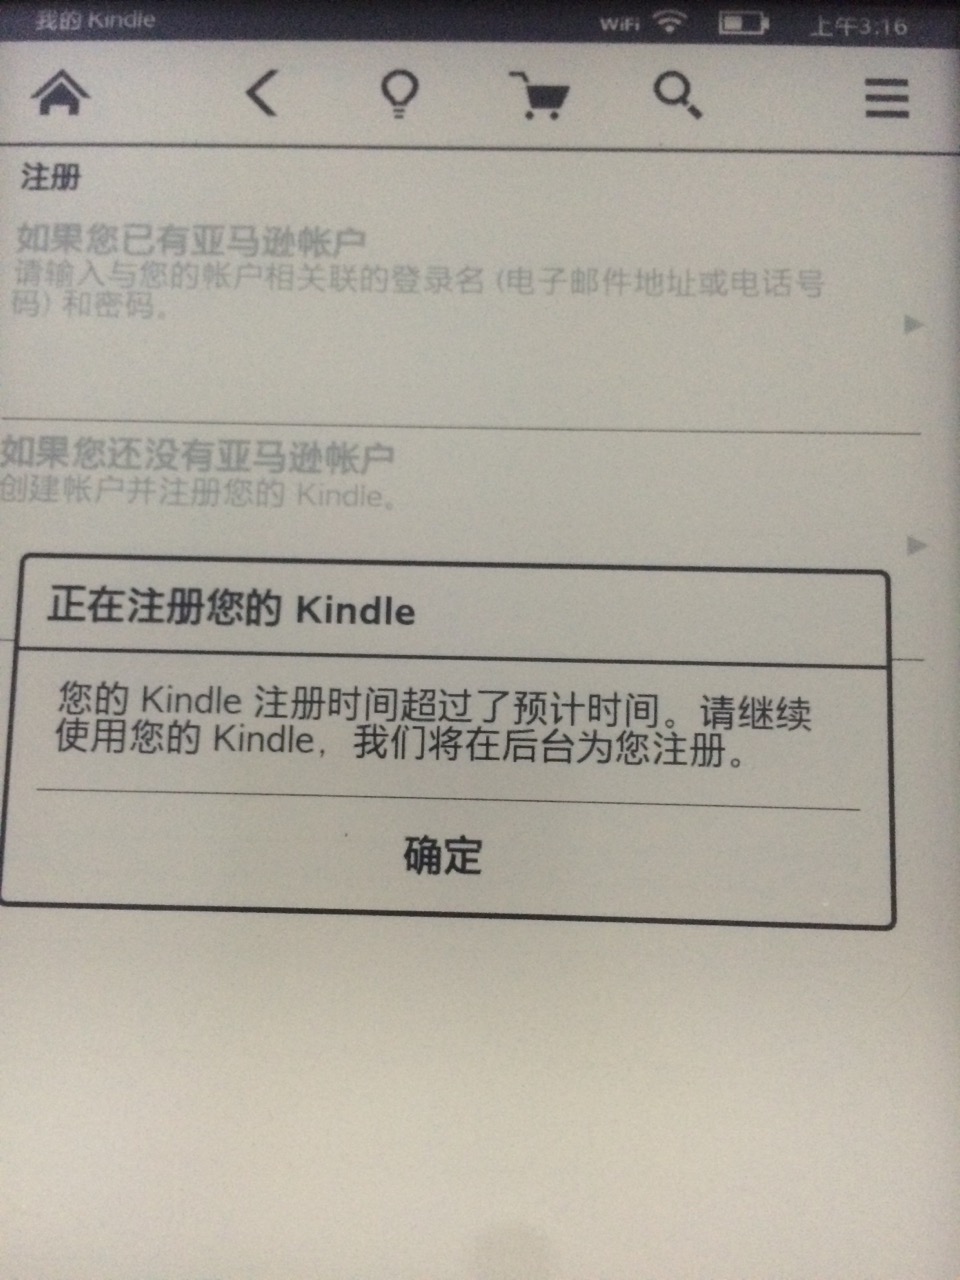 我的 Kindle
WiFi
上午3:16
注册
如果您已有亚马逊帐户
请输入与您的帐户相关联的登录名 (电子邮件地址或电话号
码) 和密码。
如果您还没有亚马逊帐户
创建帐户并注册您的 Kindle。
正在注册您的 Kindle
您的 Kindle 注册时间超过了预计时间。请继续
使用您的 Kindle，我们将在后台为您注册。
确定